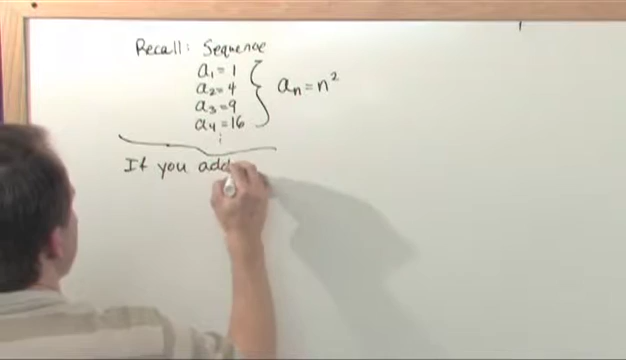 Recall: Sequence
a₁ = 1
a₂ = 4
a₃ = 9
a₄ = 16
⋮
aₙ = n²
If you add